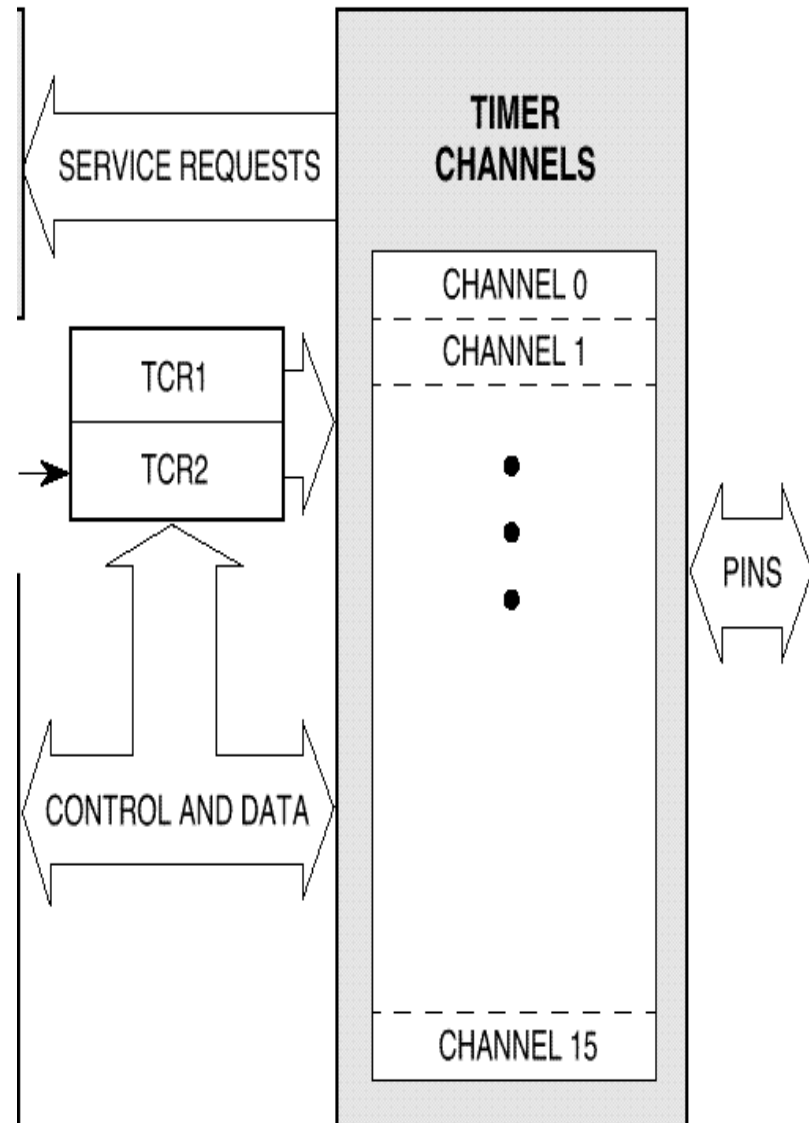 TIMER
CHANNELS
SERVICE REQUESTS
CHANNEL 0
CHANNEL 1
TCR1
TCR2
PINS
CONTROL AND DATA
CHANNEL 15